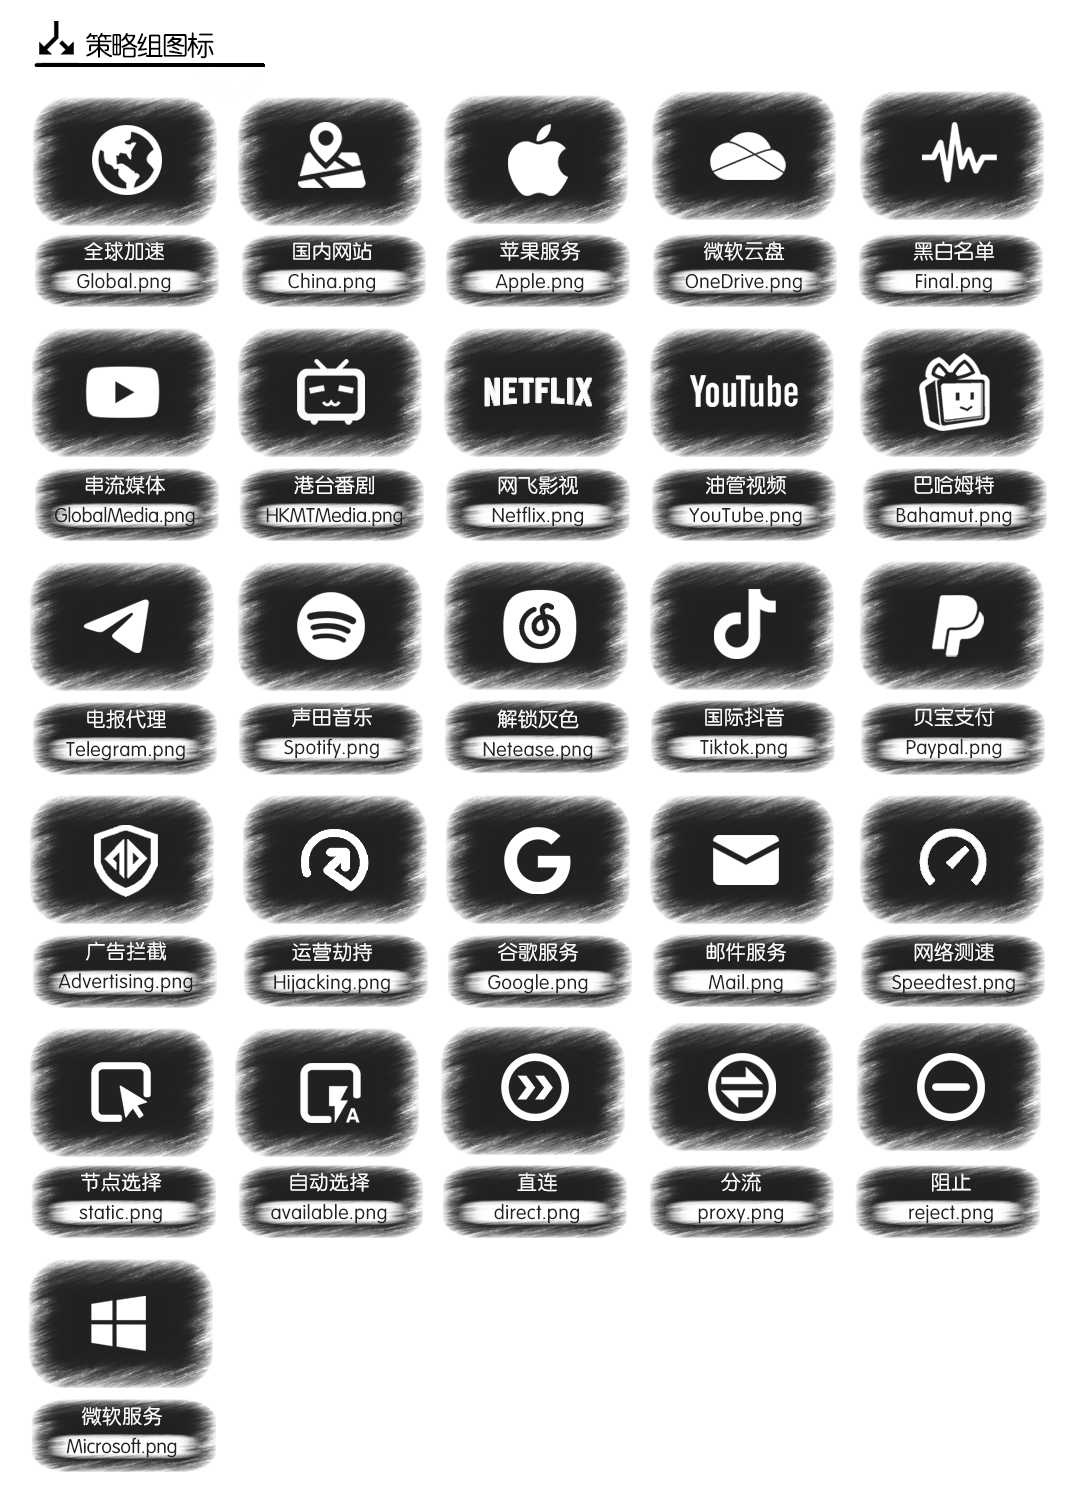 策略组图标
全球加速
Global.png
国内网站
China.png
苹果服务
Apple.png
微软云盘
OneDrive.png
黑白名单
Final.png
串流媒体
GlobalMedia.png
港台番剧
HKMTMedia.png
NETFLIX
网飞影视
Netflix.png
YouTube
油管视频
YouTube.png
巴哈姆特
Bahamut.png
电报代理
Telegram.png
声田音乐
Spotify.png
解锁灰色
Netease.png
国际抖音
Tiktok.png
贝宝支付
Paypal.png
广告拦截
Advertising.png
运营劫持
Hijacking.png
谷歌服务
Google.png
邮件服务
Mail.png
网络测速
Speedtest.png
节点选择
static.png
A
自动选择
available.png
直连
direct.png
分流
proxy.png
阻止
reject.png
微软服务
Microsoft.png